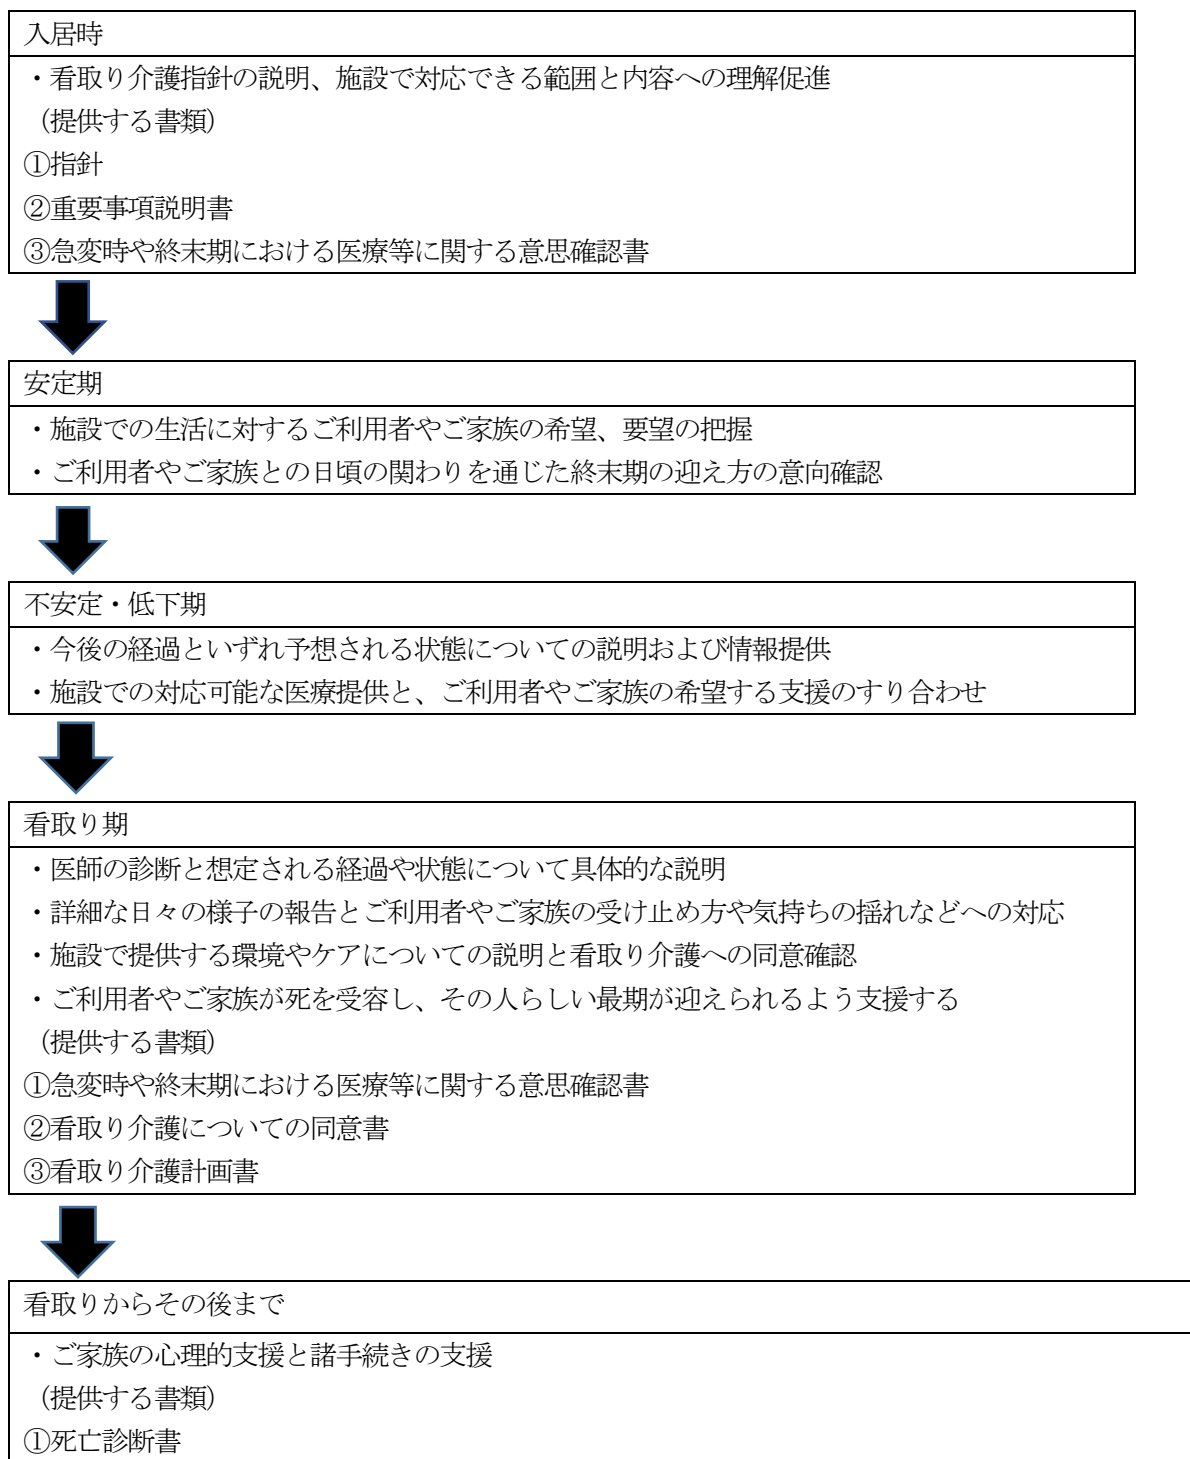 入居時
・看取り介護指針の説明、施設で対応できる範囲と内容への理解促進
（提供する書類）
①指針
②重要事項説明書
③急変時や終末期における医療等に関する意思確認書
安定期
・施設での生活に対するご利用者やご家族の希望、要望の把握
・ご利用者やご家族との日頃の関わりを通じた終末期の迎え方の意向確認
不安定・低下期
・今後の経過といずれ予想される状態についての説明および情報提供
・施設での対応可能な医療提供と、ご利用者やご家族の希望する支援のすり合わせ
看取り期
・医師の診断と想定される経過や状態について具体的な説明
・詳細な日々の様子の報告とご利用者やご家族の受け止め方や気持ちの揺れなどへの対応
・施設で提供する環境やケアについての説明と看取り介護への同意確認
・ご利用者やご家族が死を受容し、その人らしい最期が迎えられるよう支援する
（提供する書類）
①急変時や終末期における医療等に関する意思確認書
②看取り介護についての同意書
③看取り介護計画書
看取りからその後まで
・ご家族の心理的支援と諸手続きの支援
（提供する書類）
①死亡診断書